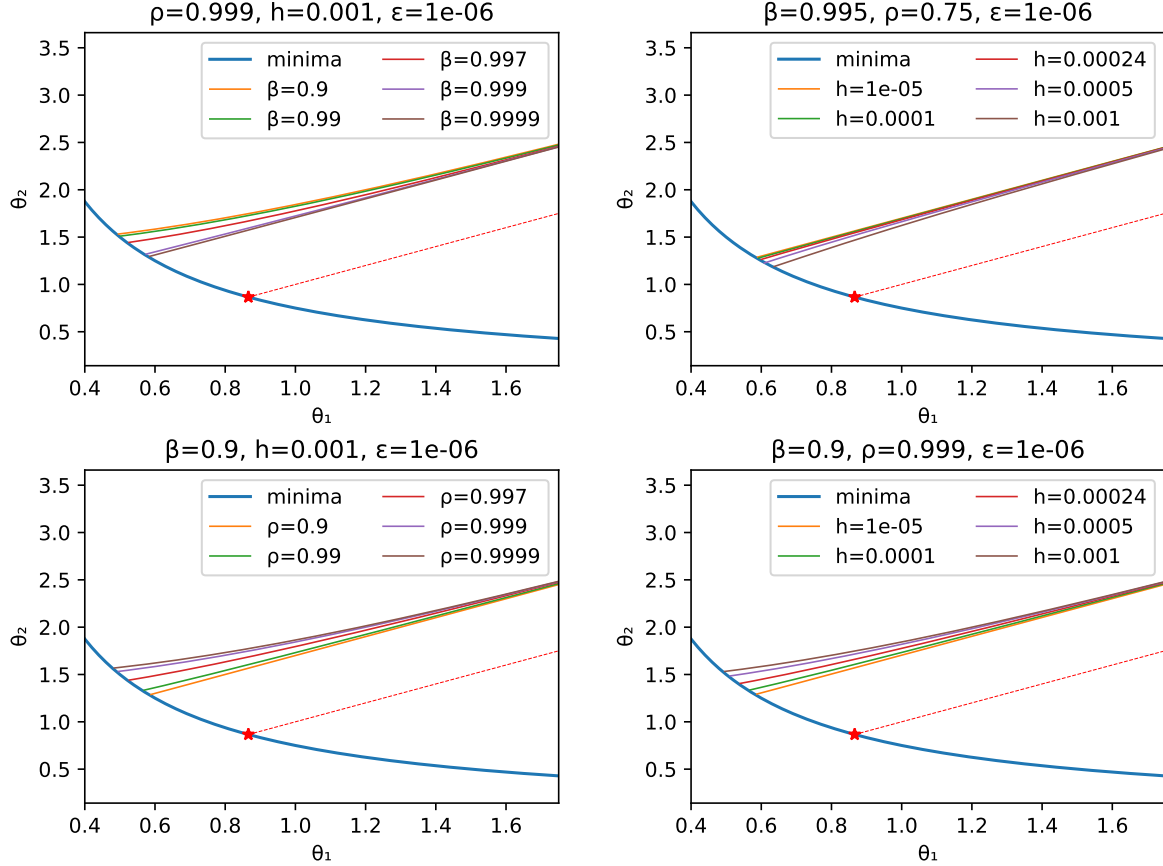 ρ=0.999, h=0.001, ε=1e-06
3.5
3.0
2.5
2.0
1.5
1.0
0.5
θ₂
minima
β=0.9
β=0.99
β=0.997
β=0.999
β=0.9999
0.4 0.6 0.8 1.0 1.2 1.4 1.6
θ₁
β=0.995, ρ=0.75, ε=1e-06
3.5
3.0
2.5
2.0
1.5
1.0
0.5
θ₂
minima
h=1e-05
h=0.0001
h=0.00024
h=0.0005
h=0.001
0.4 0.6 0.8 1.0 1.2 1.4 1.6
θ₁
β=0.9, h=0.001, ε=1e-06
3.5
3.0
2.5
2.0
1.5
1.0
0.5
θ₂
minima
ρ=0.9
ρ=0.99
ρ=0.997
ρ=0.999
ρ=0.9999
0.4 0.6 0.8 1.0 1.2 1.4 1.6
θ₁
β=0.9, ρ=0.999, ε=1e-06
3.5
3.0
2.5
2.0
1.5
1.0
0.5
θ₂
minima
h=1e-05
h=0.0001
h=0.00024
h=0.0005
h=0.001
0.4 0.6 0.8 1.0 1.2 1.4 1.6
θ₁